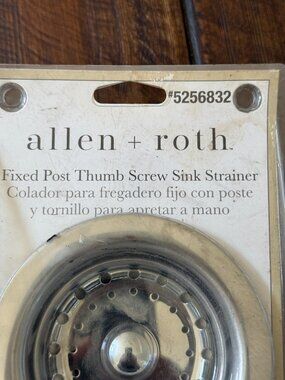 #5256832
allen + roth
Fixed Post Thumb Screw Sink Strainer
Colador para fregadero fijo con poste
y tornillo para apretar a mano